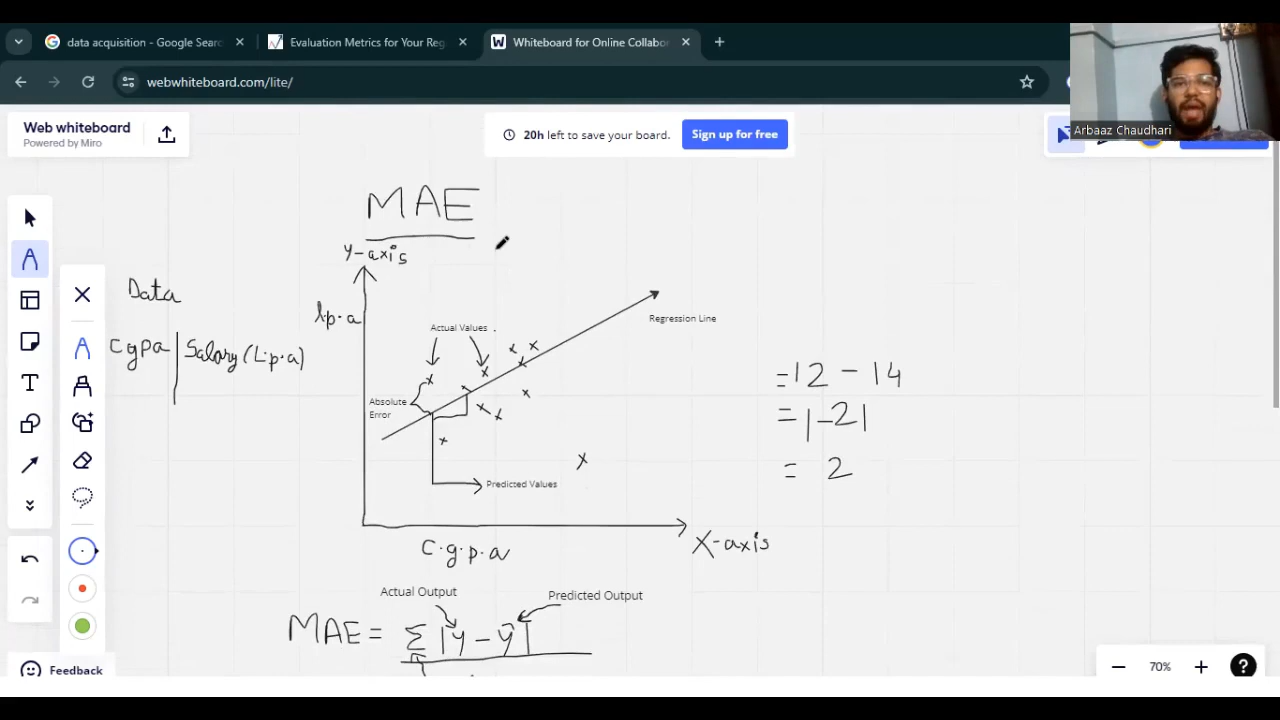 data acquisition - Google Sear
Evaluation Metrics for Your Reg
Whiteboard for Online Collabo
webwhiteboard.com/lite/
Arbaaz Chaudhari
Web whiteboard
Powered by Miro
20h left to save your board.
Sign up for free
MAE
y-axis
l.p.a
Data
Cgpa | Salary (L.p.a)
Actual Values
Regression Line
Absolute
Error
Predicted Values
= 12 - 14
= |-2|
= 2
X-axis
C.g.p.a
Actual Output
Predicted Output
MAE = Σ |y - ŷ|
Feedback
70%